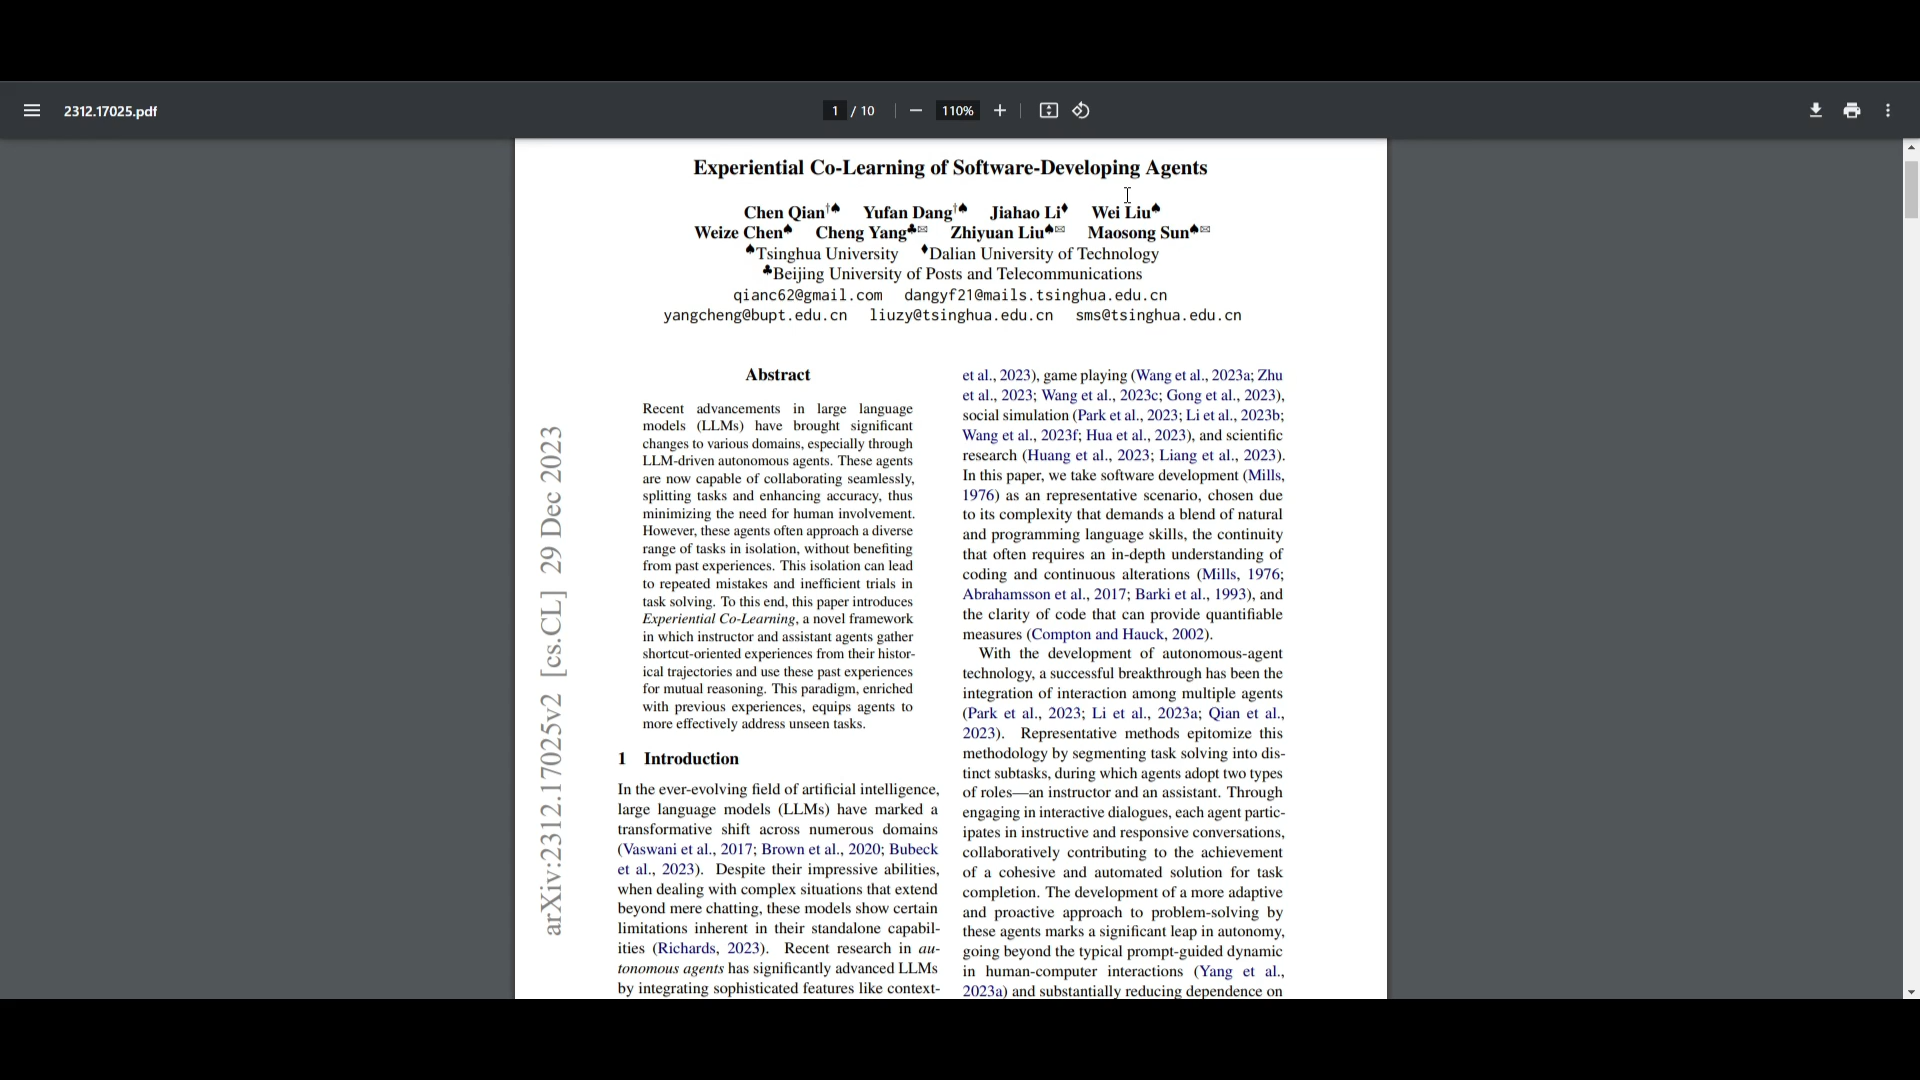 2312.17025.pdf
1 / 10
110%
Experiential Co-Learning of Software-Developing Agents
Chen Qian†♠ Yufan Dang†♠ Jiahao Li♦ Wei Liu♠
Weize Chen♠ Cheng Yang♣✉ Zhiyuan Liu♠✉ Maosong Sun♠✉
♠Tsinghua University ♦Dalian University of Technology
♣Beijing University of Posts and Telecommunications
qianc62@gmail.com dangyf21@mails.tsinghua.edu.cn
yangcheng@bupt.edu.cn liuzy@tsinghua.edu.cn sms@tsinghua.edu.cn
arXiv:2312.17025v2 [cs.CL] 29 Dec 2023
Abstract
Recent advancements in large language
models (LLMs) have brought significant
changes to various domains, especially through
LLM-driven autonomous agents. These agents
are now capable of collaborating seamlessly,
splitting tasks and enhancing accuracy, thus
minimizing the need for human involvement.
However, these agents often approach a diverse
range of tasks in isolation, without benefiting
from past experiences. This isolation can lead
to repeated mistakes and inefficient trials in
task solving. To this end, this paper introduces
Experiential Co-Learning, a novel framework
in which instructor and assistant agents gather
shortcut-oriented experiences from their histor-
ical trajectories and use these past experiences
for mutual reasoning. This paradigm, enriched
with previous experiences, equips agents to
more effectively address unseen tasks.
1 Introduction
In the ever-evolving field of artificial intelligence,
large language models (LLMs) have marked a
transformative shift across numerous domains
(Vaswani et al., 2017; Brown et al., 2020; Bubeck
et al., 2023). Despite their impressive abilities,
when dealing with complex situations that extend
beyond mere chatting, these models show certain
limitations inherent in their standalone capabil-
ities (Richards, 2023). Recent research in au-
tonomous agents has significantly advanced LLMs
by integrating sophisticated features like context-
et al., 2023), game playing (Wang et al., 2023a; Zhu
et al., 2023; Wang et al., 2023c; Gong et al., 2023),
social simulation (Park et al., 2023; Li et al., 2023b;
Wang et al., 2023f; Hua et al., 2023), and scientific
research (Huang et al., 2023; Liang et al., 2023).
In this paper, we take software development (Mills,
1976) as an representative scenario, chosen due
to its complexity that demands a blend of natural
and programming language skills, the continuity
that often requires an in-depth understanding of
coding and continuous alterations (Mills, 1976;
Abrahamsson et al., 2017; Barki et al., 1993), and
the clarity of code that can provide quantifiable
measures (Compton and Hauck, 2002).
With the development of autonomous-agent
technology, a successful breakthrough has been the
integration of interaction among multiple agents
(Park et al., 2023; Li et al., 2023a; Qian et al.,
2023). Representative methods epitomize this
methodology by segmenting task solving into dis-
tinct subtasks, during which agents adopt two types
of roles—an instructor and an assistant. Through
engaging in interactive dialogues, each agent partic-
ipates in instructive and responsive conversations,
collaboratively contributing to the achievement
of a cohesive and automated solution for task
completion. The development of a more adaptive
and proactive approach to problem-solving by
these agents marks a significant leap in autonomy,
going beyond the typical prompt-guided dynamic
in human-computer interactions (Yang et al.,
2023a) and substantially reducing dependence on